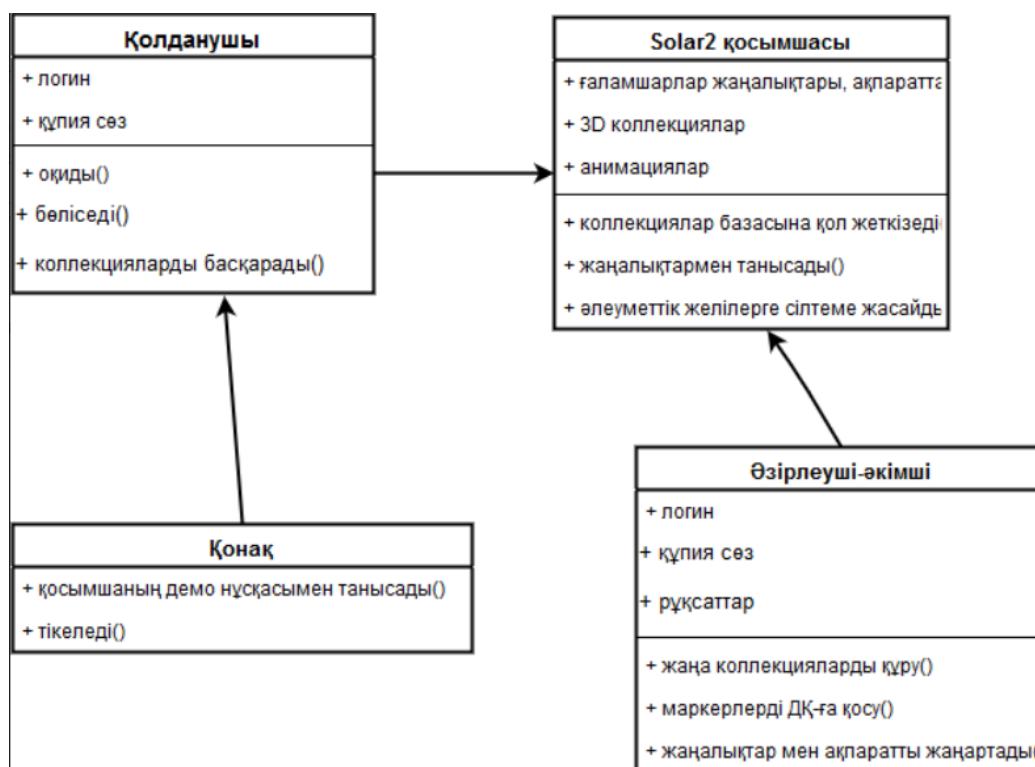 Қолданушы
+ логин
+ құпия сөз
+ оқиды()
+ бөліседі()
+ коллекцияларды басқарады()
Solar2 қосымшасы
+ ғаламшарлар жаңалықтары, ақпаратта
+ 3D коллекциялар
+ анимациялар
+ коллекциялар базасына қол жеткізеді(
+ жаңалықтармен танысады()
+ әлеуметтік желілерге сілтеме жасайды
Қонақ
+ қосымшаның демо нұсқасымен танысады()
+ тікеледі()
Әзірлеуші-әкімші
+ логин
+ құпия сөз
+ рұқсаттар
+ жаңа коллекцияларды құру()
+ маркерлерді ДҚ-ға қосу()
+ жаңалықтар мен ақпаратты жаңартады(